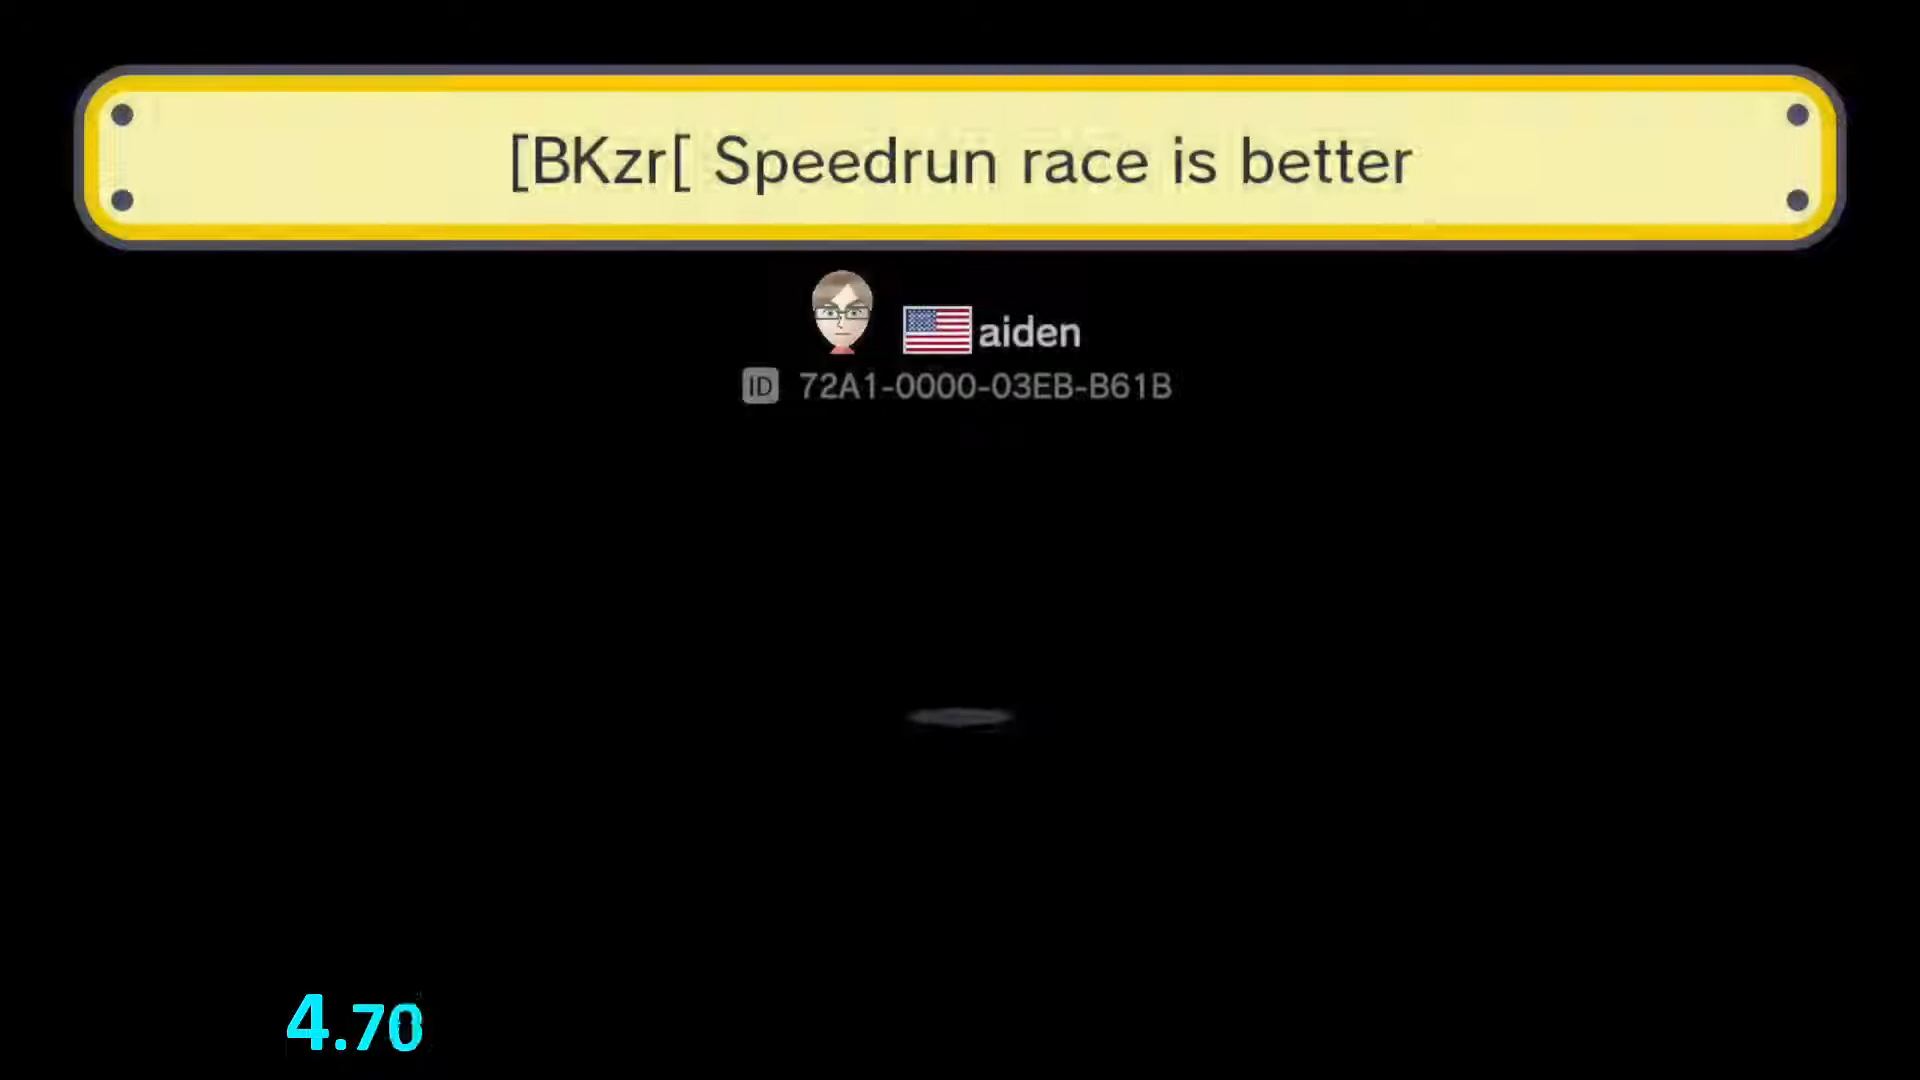 [BKzr[ Speedrun race is better
aiden
ID 72A1-0000-03EB-B61B
4.70